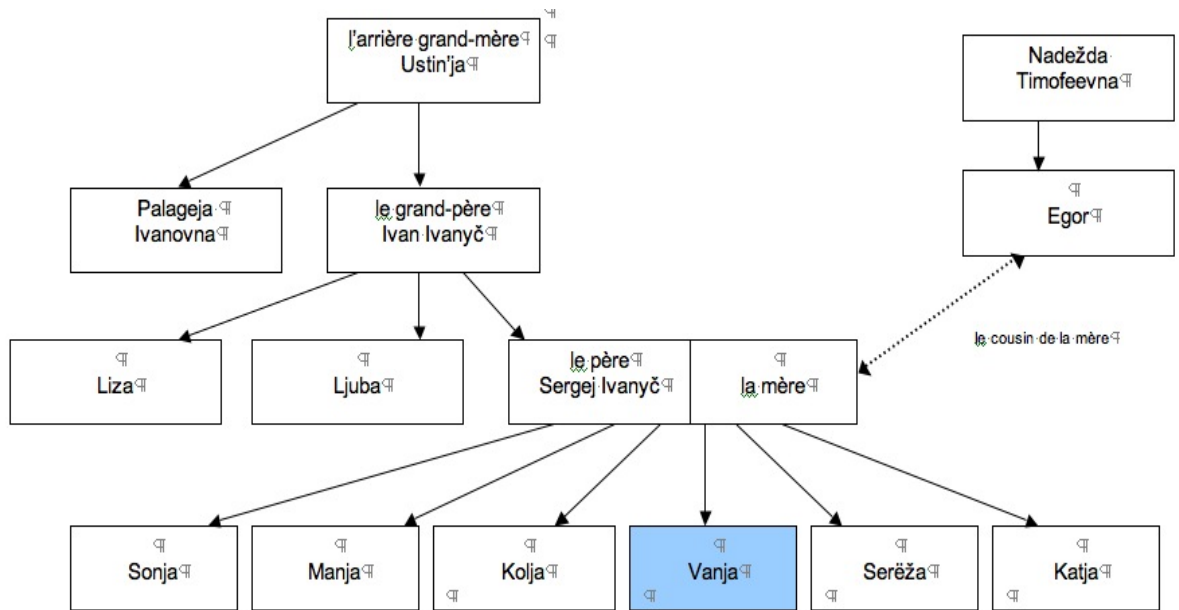 l'arrière grand-mère
Ustin'ja
Nadežda
Timofeevna
Palageja
Ivanovna
le grand-père
Ivan Ivanyč
Egor
le cousin de la mère
Liza
Ljuba
le père
Sergej Ivanyč
la mère
Sonja
Manja
Kolja
Vanja
Serëža
Katja